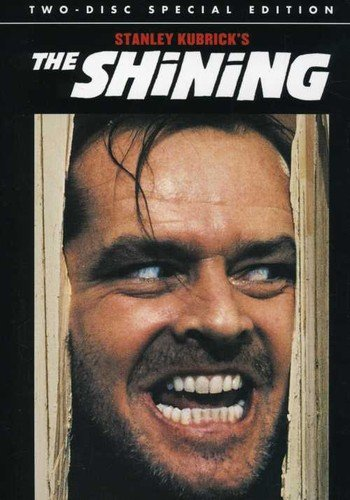 TWO-DISC SPECIAL EDITION
STANLEY KUBRICK'S
THE SHiNiNG